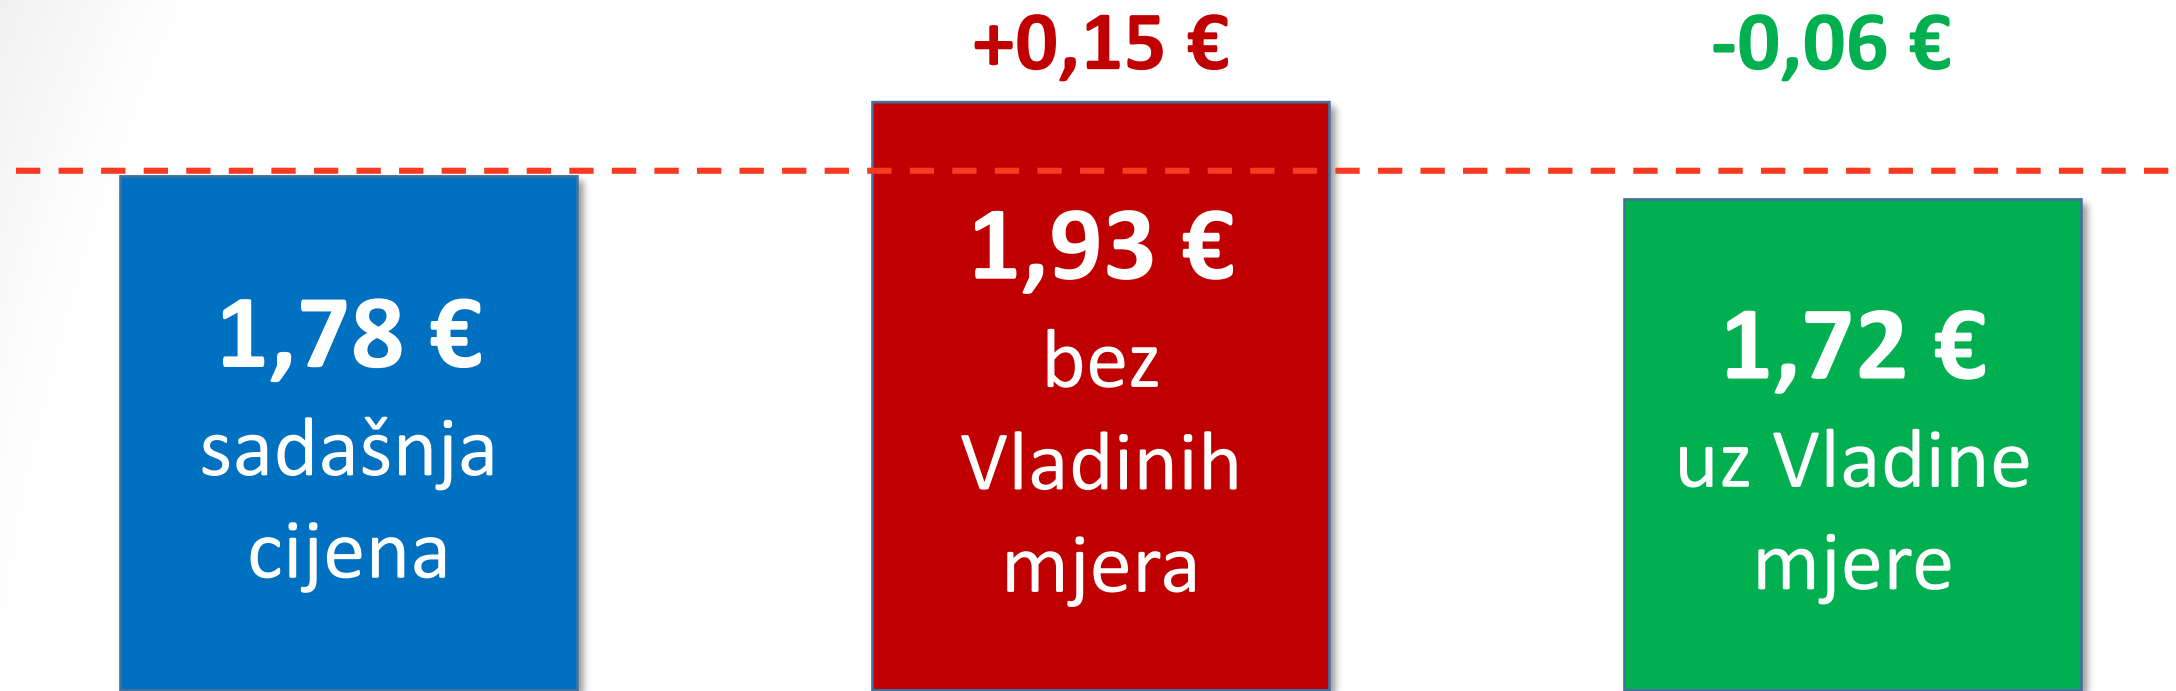 +0,15 €
-0,06 €
1,78 €
sadašnja
cijena
1,93 €
bez
Vladinih
mjera
1,72 €
uz Vladine
mjere